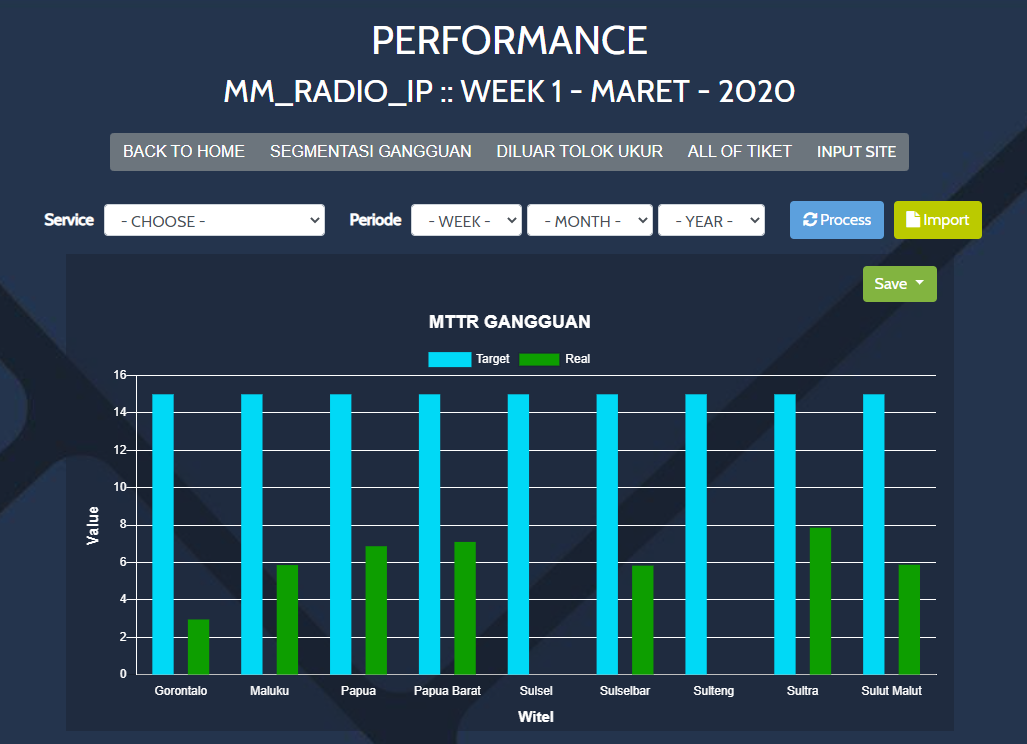 PERFORMANCE
MM_RADIO_IP :: WEEK 1 - MARET - 2020
BACK TO HOME SEGMENTASI GANGGUAN DILUAR TOLOK UKUR ALL OF TIKET INPUT SITE
Service - CHOOSE - Periode - WEEK - - MONTH - - YEAR - Process Import
Save
MTTR GANGGUAN
Target Real
16
14
12
10
8
6
4
2
0
Value
Gorontalo Maluku Papua Papua Barat Sulsel Sulselbar Sulteng Sultra Sulut Malut
Witel